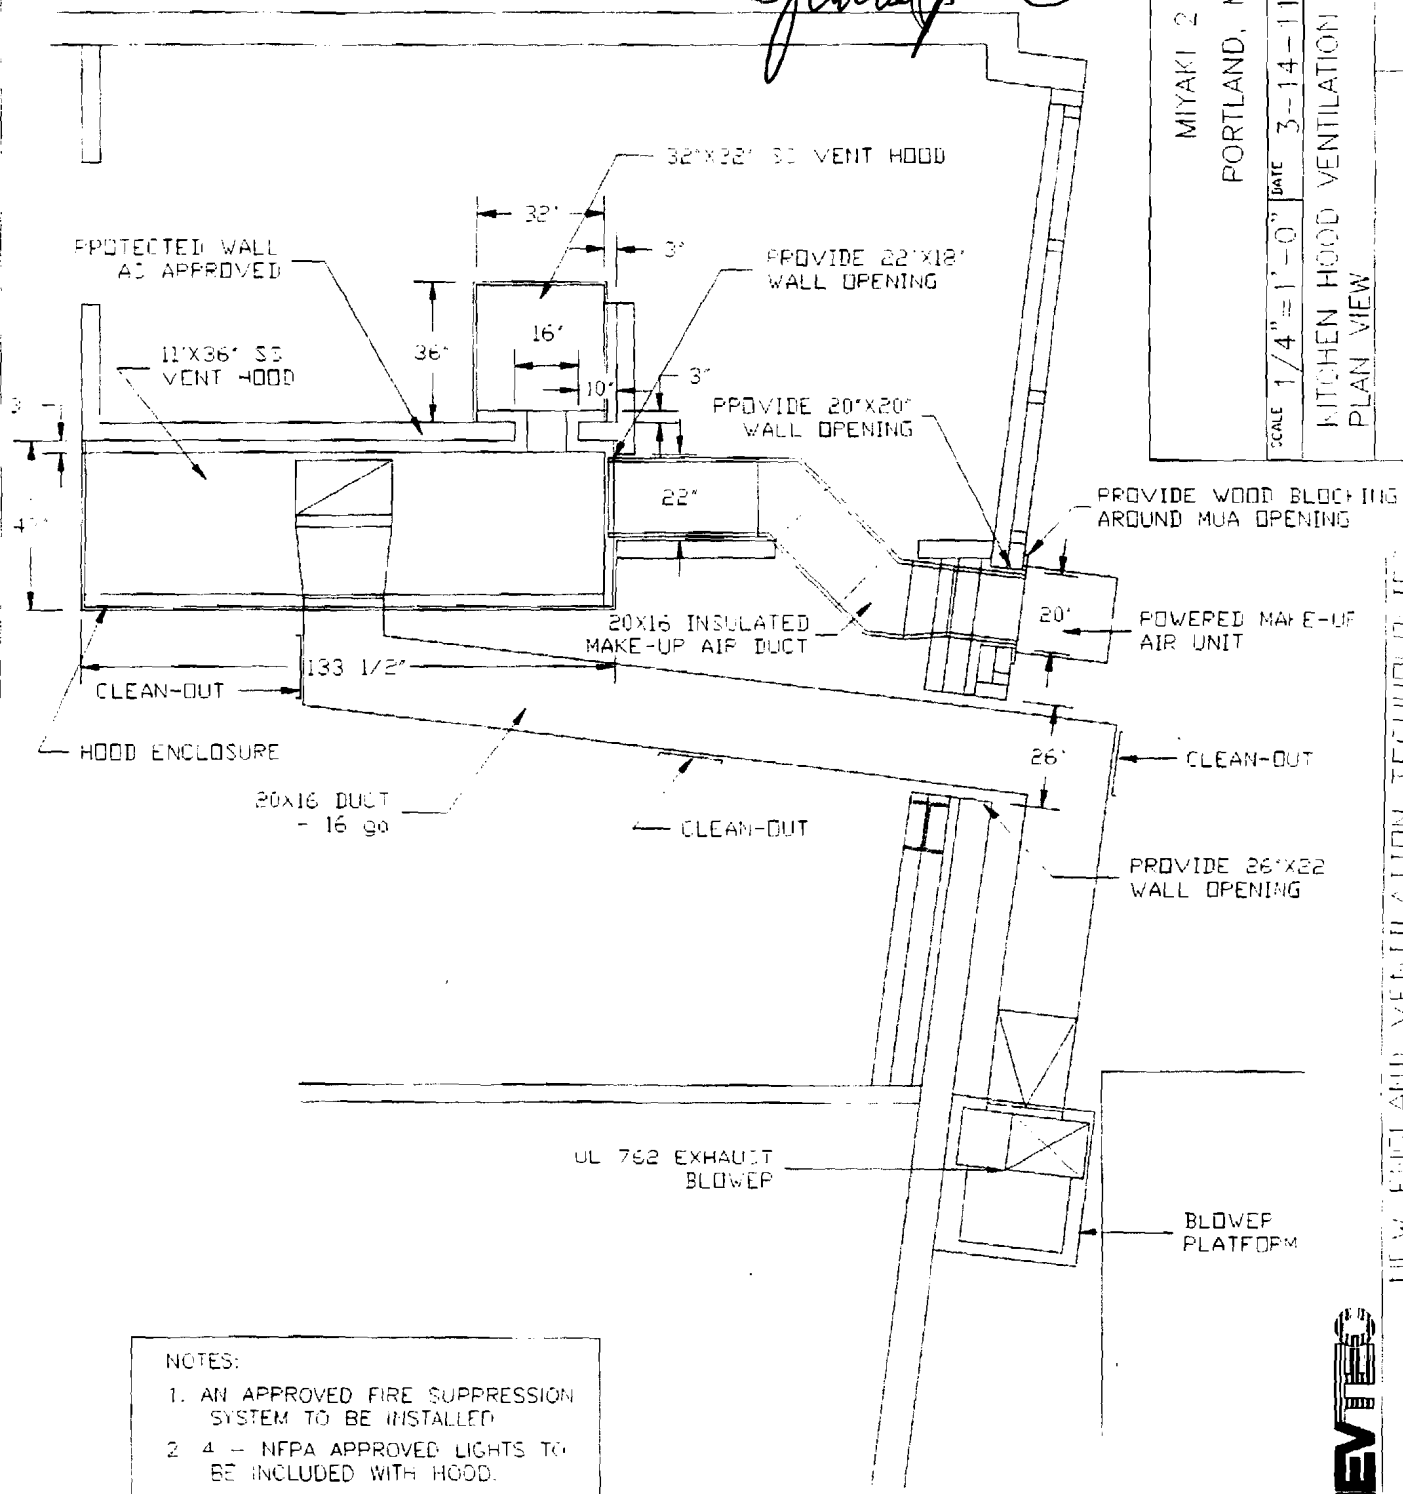 MIYAKI 2
PORTLAND,
SCALE 1/4"=1'-0" DATE 3-14-11
KITCHEN HOOD VENTILATION
PLAN VIEW
32"X32" SS VENT HOOD
32"
3"
PROTECTED WALL
AS APPROVED
PROVIDE 22"X18"
WALL OPENING
16"
36"
11'X36" SS
VENT HOOD
10"
3"
3
PROVIDE 20"X20"
WALL OPENING
22"
PROVIDE WOOD BLOCKING
AROUND MUA OPENING
20X16 INSULATED
MAKE-UP AIR DUCT
20"
POWERED MAKE-UP
AIR UNIT
133 1/2"
CLEAN-OUT
HOOD ENCLOSURE
26"
CLEAN-OUT
20X16 DUCT
- 16 ga
CLEAN-OUT
PROVIDE 26"X22
WALL OPENING
UL 762 EXHAUST
BLOWER
BLOWER
PLATFORM
NOTES:
1. AN APPROVED FIRE SUPPRESSION
SYSTEM TO BE INSTALLED
2 4 - NFPA APPROVED LIGHTS TO
BE INCLUDED WITH HOOD.
EVTEC